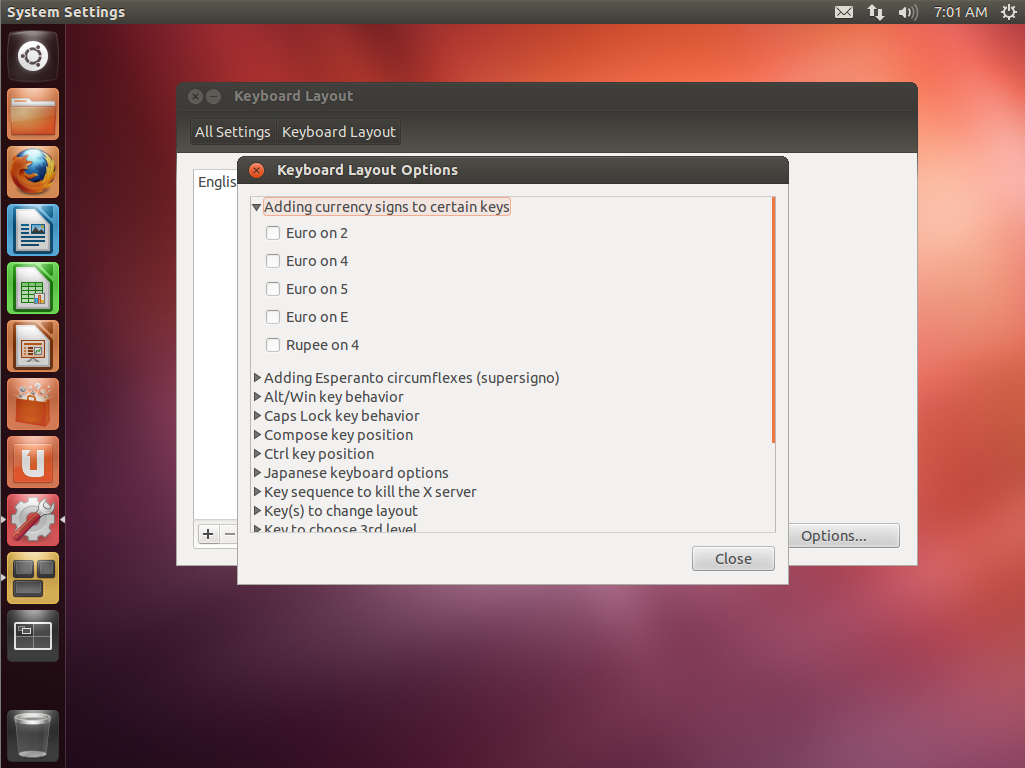 System Settings
7:01 AM
Keyboard Layout
All Settings
Keyboard Layout
Englis
Keyboard Layout Options
Adding currency signs to certain keys
Euro on 2
Euro on 4
Euro on 5
Euro on E
Rupee on 4
Adding Esperanto circumflexes (supersigno)
Alt/Win key behavior
Caps Lock key behavior
Compose key position
Ctrl key position
Japanese keyboard options
Key sequence to kill the X server
Key(s) to change layout
Key to choose 3rd level
Options...
Close